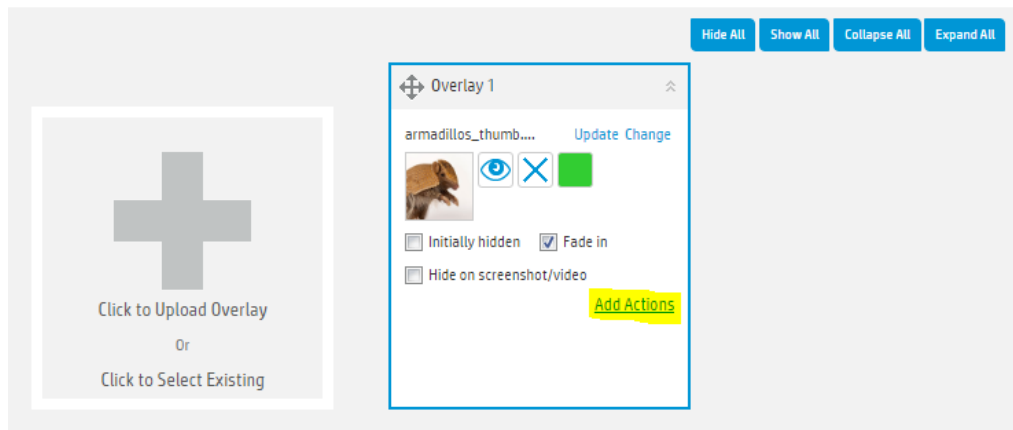 Hide All Show All Collapse All Expand All
Overlay 1
armadillos_thumb.... Update Change
Initially hidden Fade in
Hide on screenshot/video
Add Actions
Click to Upload Overlay
Or
Click to Select Existing